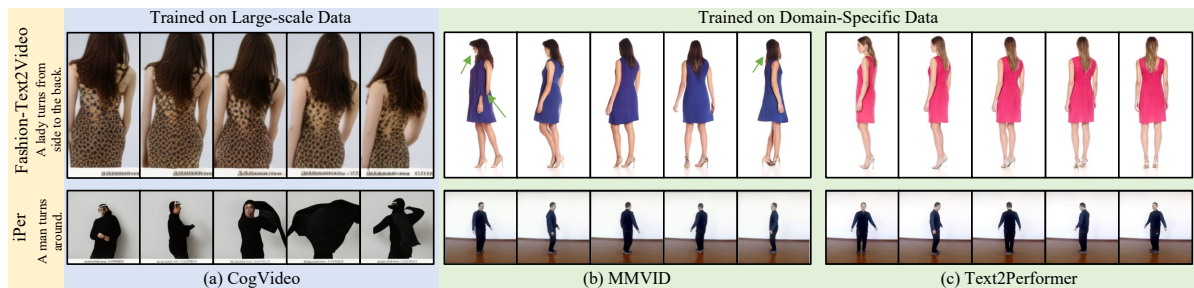 Trained on Large-scale Data
Trained on Domain-Specific Data
Fashion-Text2Video
A lady turns from
side to the back.
iPer
A man turns
around.
(a) CogVideo
(b) MMVID
(c) Text2Performer